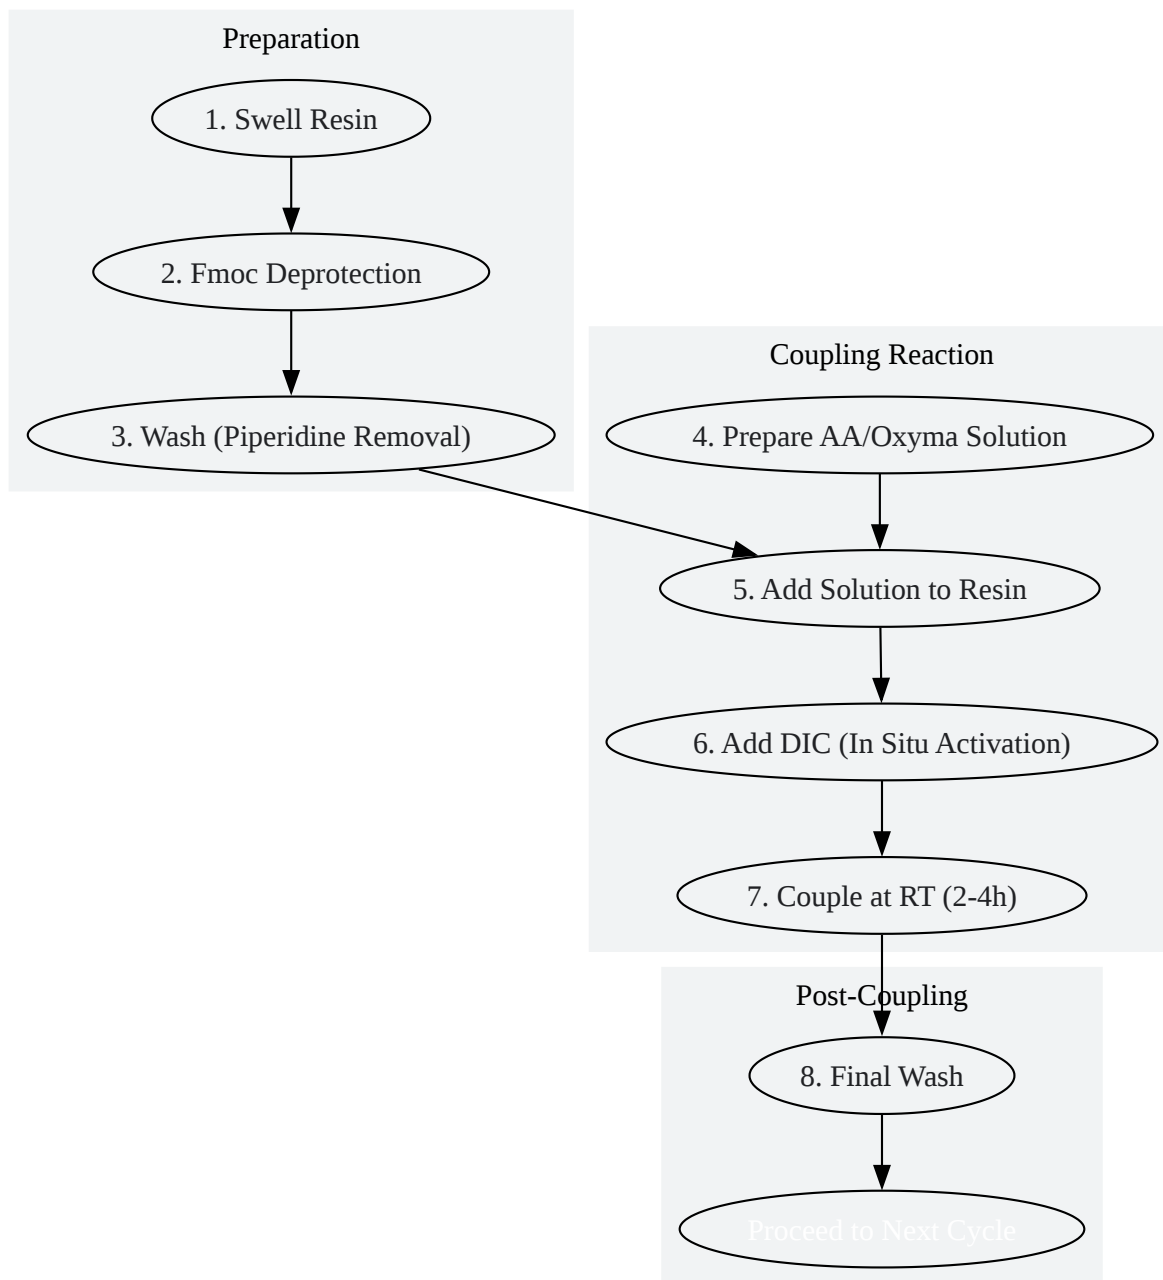 Preparation
1. Swell Resin
2. Fmoc Deprotection
3. Wash (Piperidine Removal)
Coupling Reaction
4. Prepare AA/Oxyma Solution
5. Add Solution to Resin
6. Add DIC (In Situ Activation)
7. Couple at RT (2-4h)
Post-Coupling
8. Final Wash
Proceed to Next Cycle